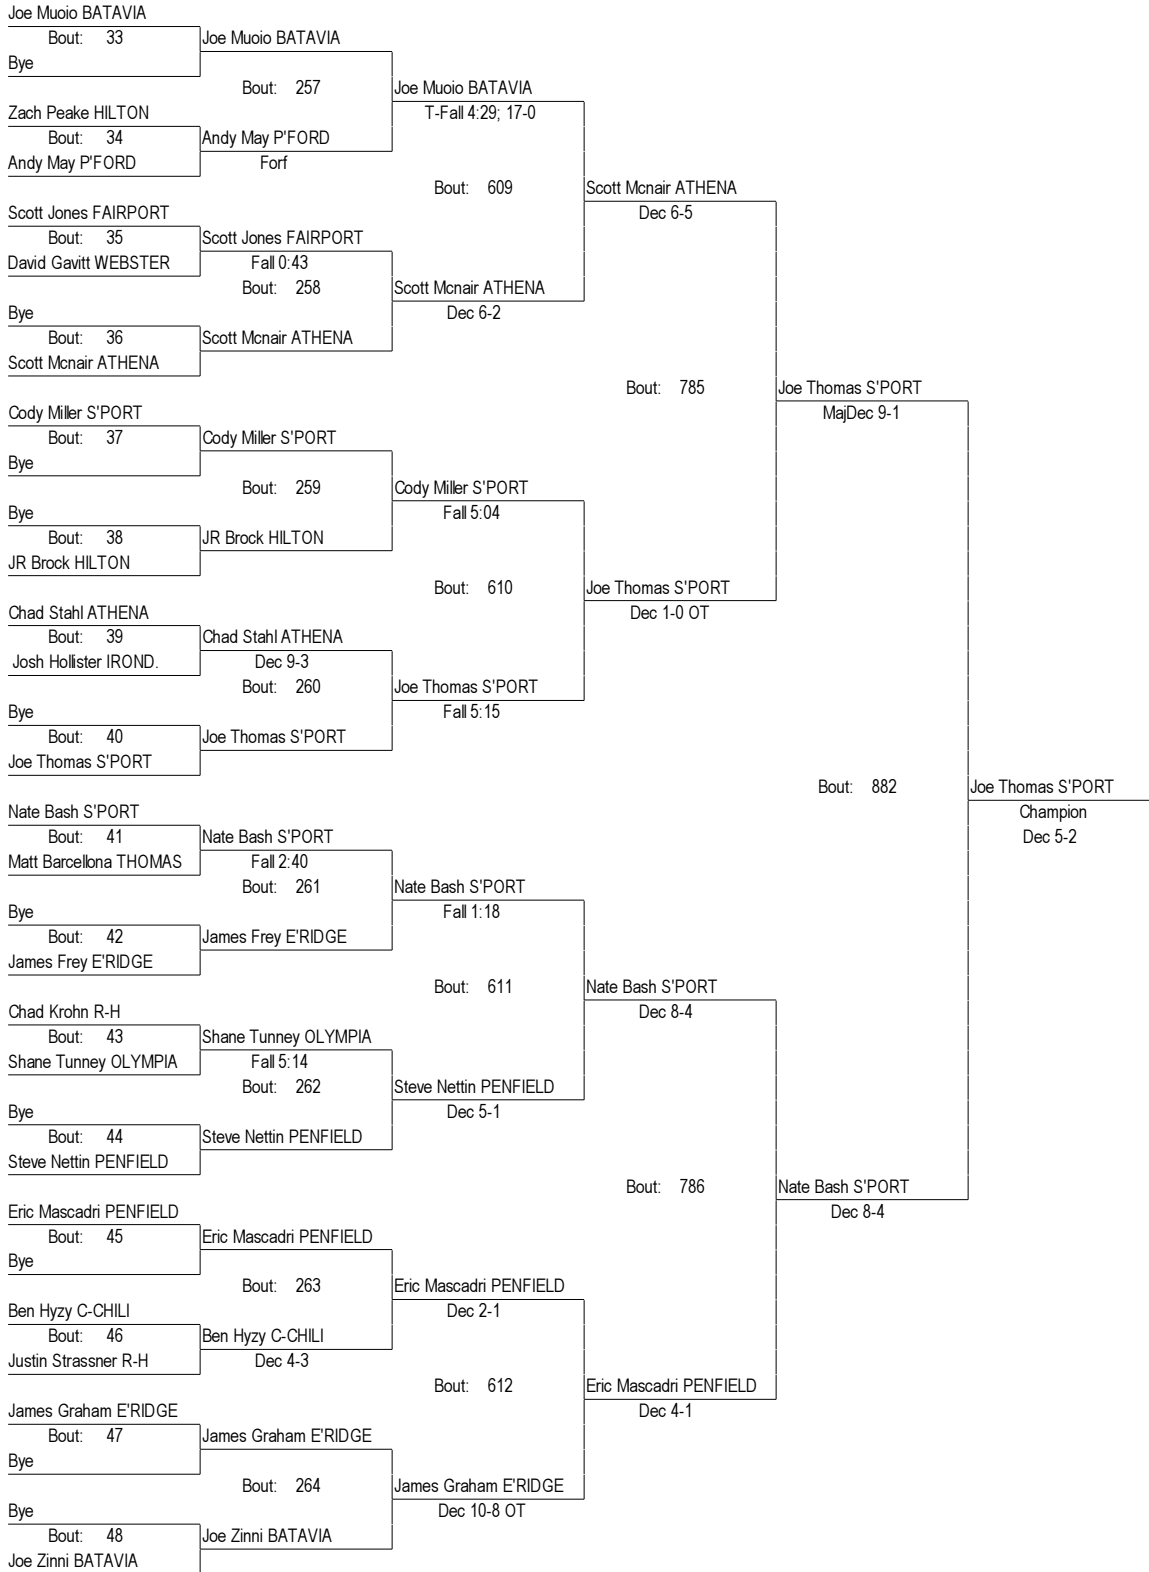 Joe Muoio BATAVIA
Bout: 33
Joe Muoio BATAVIA
Bye
Bout: 257
Joe Muoio BATAVIA
Zach Peake HILTON
T-Fall 4:29; 17-0
Bout: 34
Andy May P'FORD
Andy May P'FORD
Forf
Bout: 609
Scott Mcnair ATHENA
Scott Jones FAIRPORT
Dec 6-5
Bout: 35
Scott Jones FAIRPORT
David Gavitt WEBSTER
Fall 0:43
Bout: 258
Scott Mcnair ATHENA
Bye
Dec 6-2
Bout: 36
Scott Mcnair ATHENA
Scott Mcnair ATHENA
Bout: 785
Joe Thomas S'PORT
Cody Miller S'PORT
MajDec 9-1
Bout: 37
Cody Miller S'PORT
Bye
Bout: 259
Cody Miller S'PORT
Bye
Fall 5:04
Bout: 38
JR Brock HILTON
JR Brock HILTON
Bout: 610
Joe Thomas S'PORT
Chad Stahl ATHENA
Dec 1-0 OT
Bout: 39
Chad Stahl ATHENA
Josh Hollister IROND.
Dec 9-3
Bout: 260
Joe Thomas S'PORT
Bye
Fall 5:15
Bout: 40
Joe Thomas S'PORT
Joe Thomas S'PORT
Bout: 882
Joe Thomas S'PORT
Nate Bash S'PORT
Champion
Bout: 41
Nate Bash S'PORT
Dec 5-2
Matt Barcellona THOMAS
Fall 2:40
Bout: 261
Nate Bash S'PORT
Bye
Fall 1:18
Bout: 42
James Frey E'RIDGE
James Frey E'RIDGE
Bout: 611
Nate Bash S'PORT
Chad Krohn R-H
Dec 8-4
Bout: 43
Shane Tunney OLYMPIA
Shane Tunney OLYMPIA
Fall 5:14
Bout: 262
Steve Nettin PENFIELD
Bye
Dec 5-1
Bout: 44
Steve Nettin PENFIELD
Steve Nettin PENFIELD
Bout: 786
Nate Bash S'PORT
Eric Mascadri PENFIELD
Dec 8-4
Bout: 45
Eric Mascadri PENFIELD
Bye
Bout: 263
Eric Mascadri PENFIELD
Ben Hyzy C-CHILI
Dec 2-1
Bout: 46
Ben Hyzy C-CHILI
Justin Strassner R-H
Dec 4-3
Bout: 612
Eric Mascadri PENFIELD
James Graham E'RIDGE
Dec 4-1
Bout: 47
James Graham E'RIDGE
Bye
Bout: 264
James Graham E'RIDGE
Bye
Dec 10-8 OT
Bout: 48
Joe Zinni BATAVIA
Joe Zinni BATAVIA